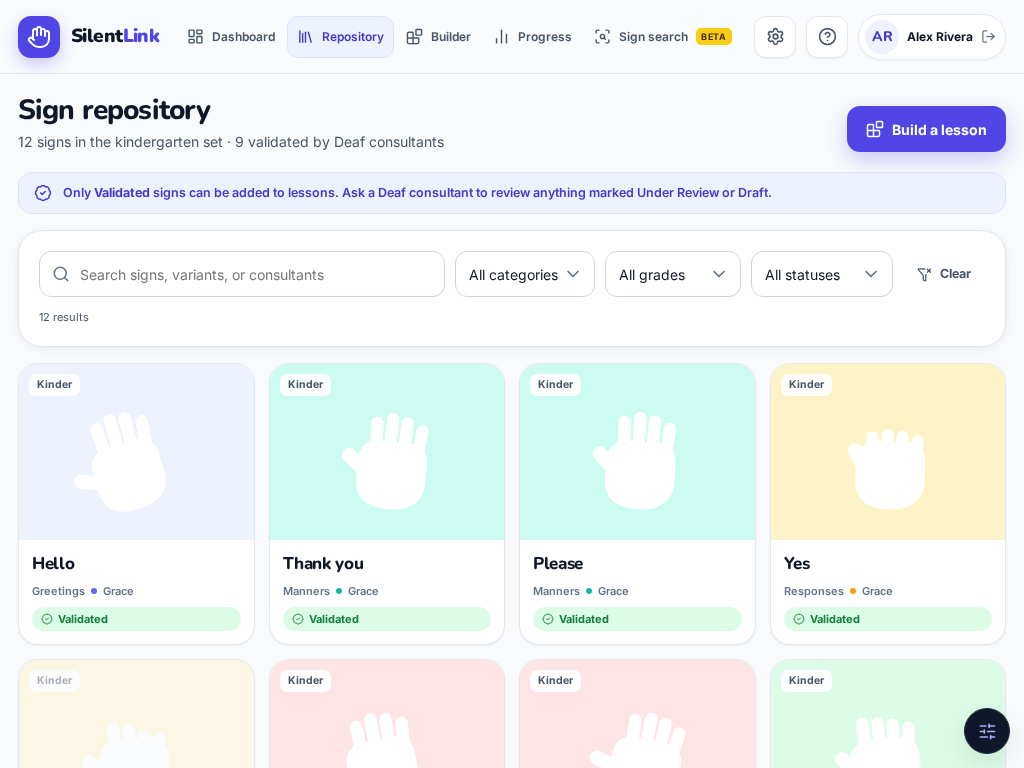 SilentLink
Dashboard
Repository
Builder
Progress
Sign search BETA
AR Alex Rivera
Sign repository
12 signs in the kindergarten set · 9 validated by Deaf consultants
Build a lesson
Only Validated signs can be added to lessons. Ask a Deaf consultant to review anything marked Under Review or Draft.
Search signs, variants, or consultants
All categories
All grades
All statuses
Clear
12 results
Kinder
Hello
Greetings • Grace
Validated
Kinder
Thank you
Manners • Grace
Validated
Kinder
Please
Manners • Grace
Validated
Kinder
Yes
Responses • Grace
Validated
Kinder
Kinder
Kinder
Kinder